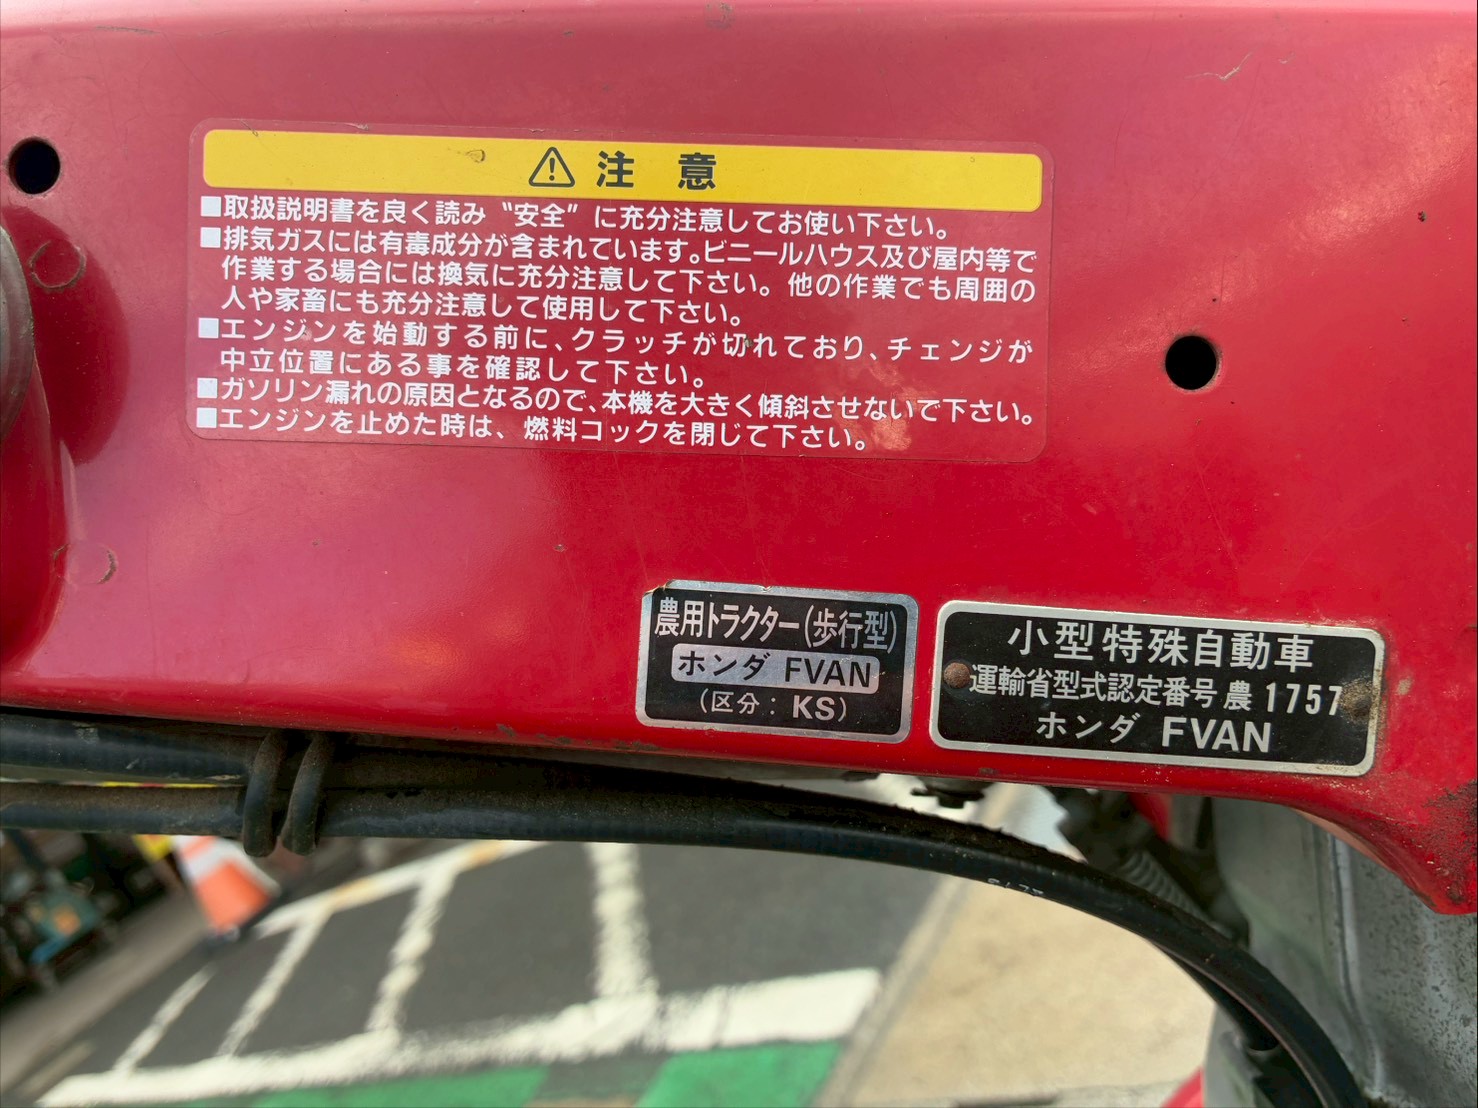 ⚠ 注 意
■取扱説明書を良く読み“安全”に充分注意してお使い下さい。
■排気ガスには有毒成分が含まれています。ビニールハウス及び屋内等で
作業する場合には換気に充分注意して下さい。他の作業でも周囲の
人や家畜にも充分注意して使用して下さい。
■エンジンを始動する前に、クラッチが切れており、チェンジが
中立位置にある事を確認して下さい。
■ガソリン漏れの原因となるので、本機を大きく傾斜させないで下さい。
■エンジンを止めた時は、燃料コックを閉じて下さい。
農用トラクター(歩行型)
ホンダ FVAN
(区分：KS)
小型特殊自動車
運輸省型式認定番号 農 1757
ホンダ FVAN